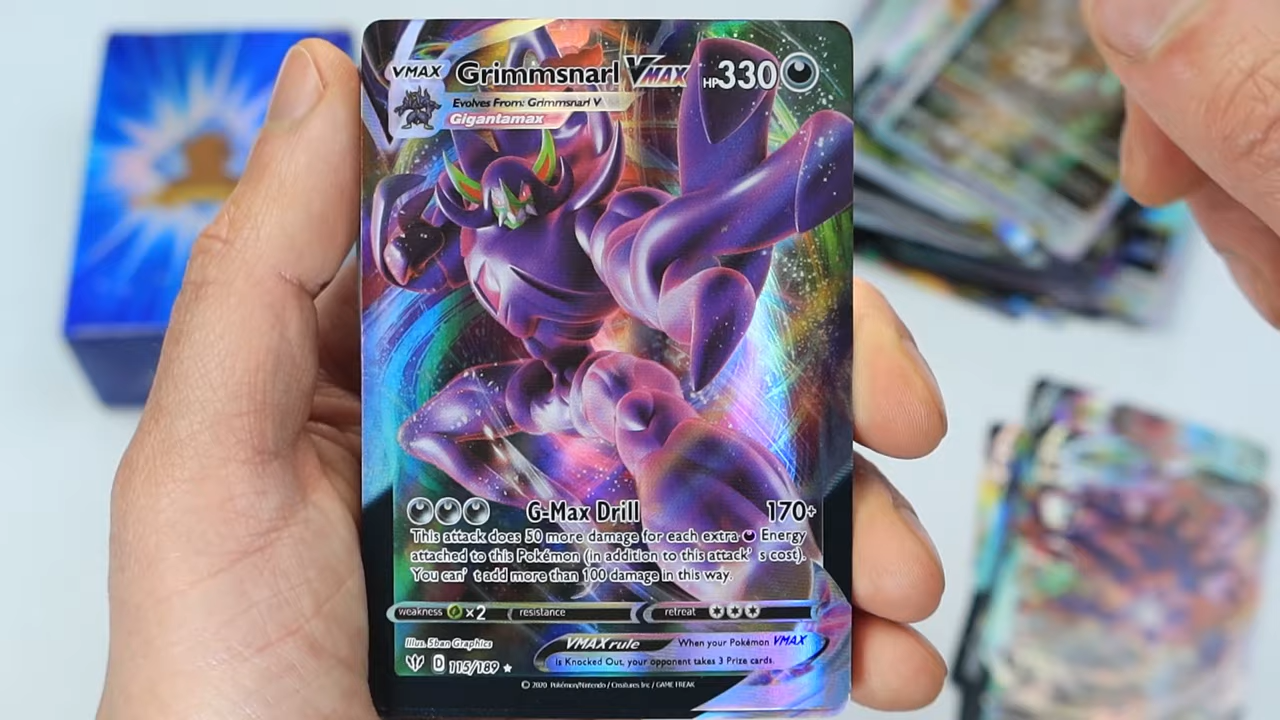 VMAX Grimmsnarl VMAX HP 330
Evolves From: Grimmsnarl V
Gigantamax
G-Max Drill 170+
This attack does 50 more damage for each extra Energy
attached to this Pokémon (in addition to this attack' s cost).
You can' t add more than 100 damage in this way.
weakness ×2 resistance retreat
Illus. 5ban Graphics
VMAX rule When your Pokémon VMAX
is Knocked Out, your opponent takes 3 Prize cards.
D 115/189
© 2020 Pokémon/Nintendo / Creatures Inc / GAME FREAK